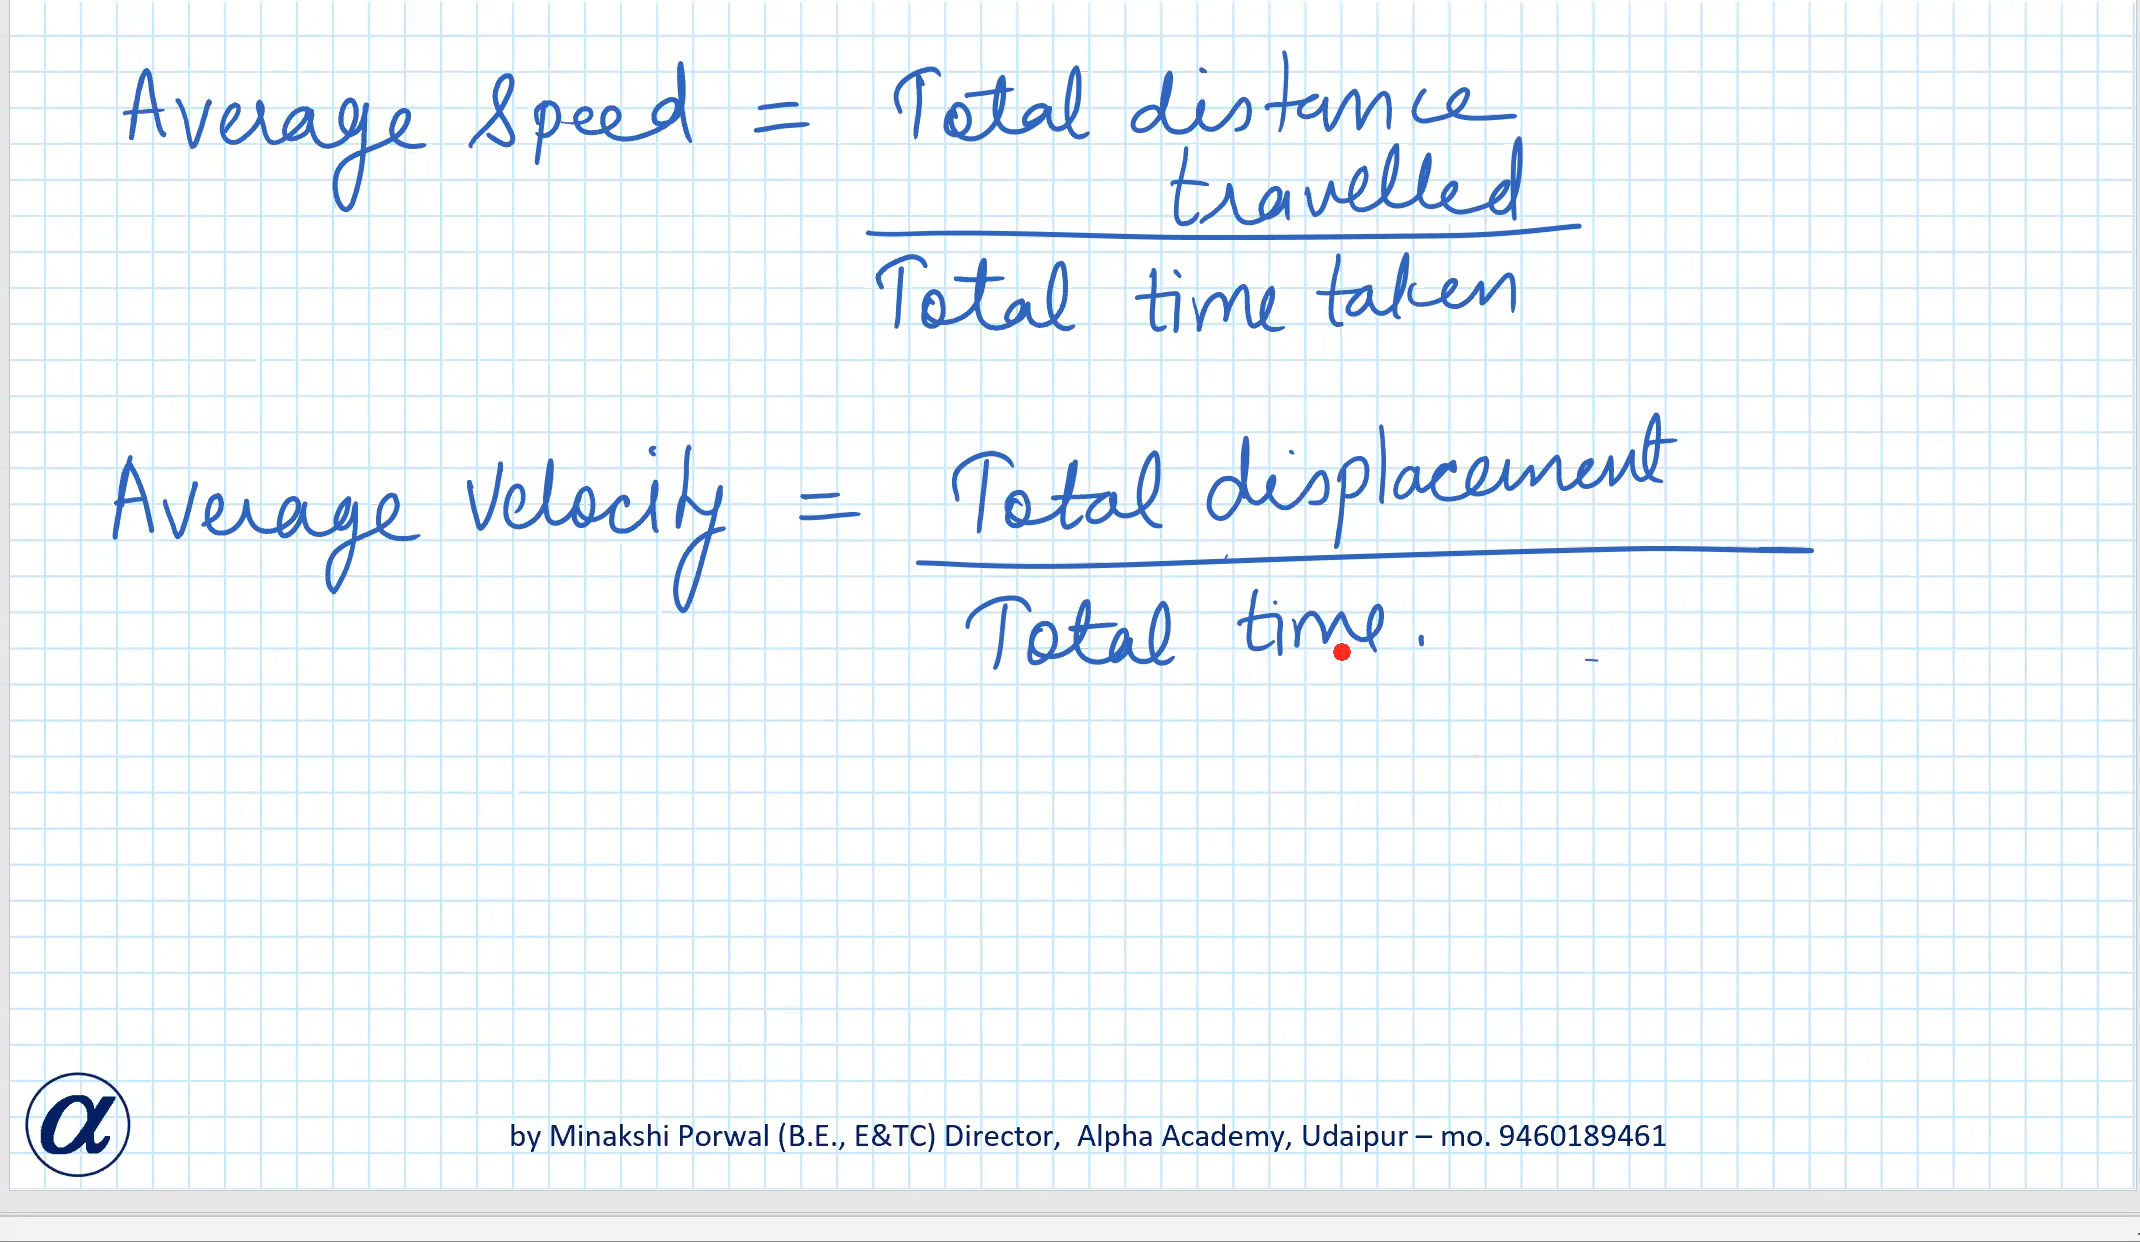 Average Speed = Total distance
travelled
Total time taken
Average Velocity = Total displacement
Total time.
α
by Minakshi Porwal (B.E., E&TC) Director, Alpha Academy, Udaipur – mo. 9460189461